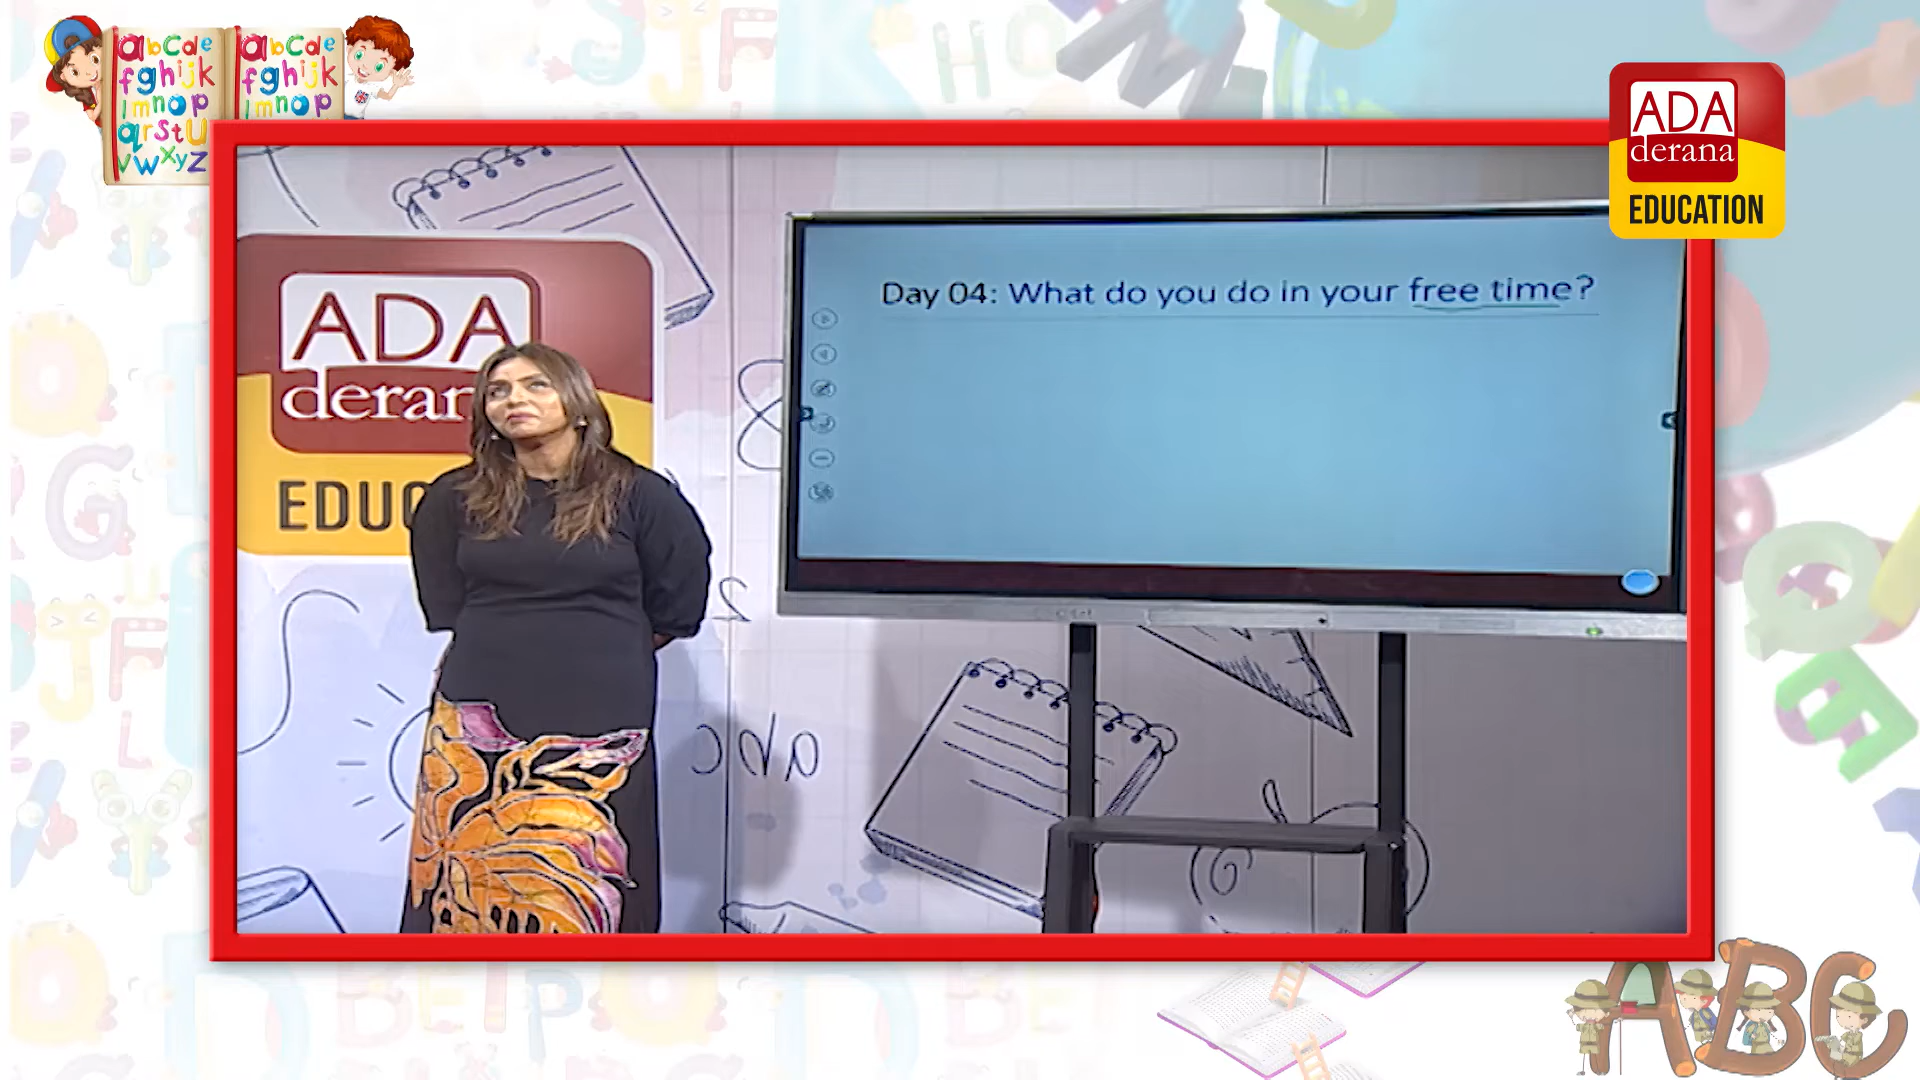 abcde
fghijk
lmnop
qrstu
vwxyz
abcde
fghijk
lmnop
ADA
derana
EDUCATION
ADA
deran
EDUC
Day 04: What do you do in your free time?
abc
ABC